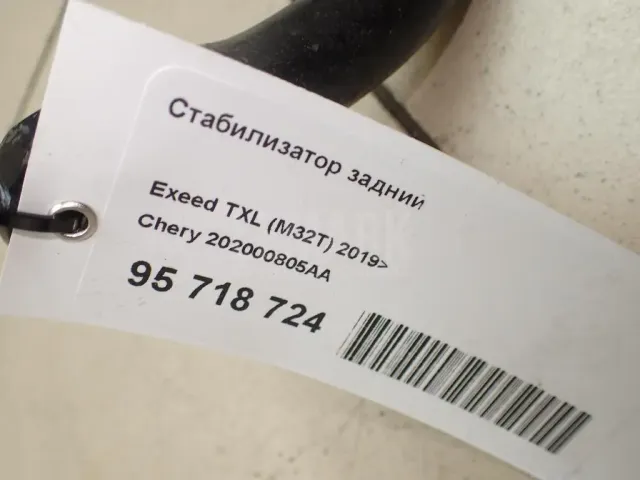 Стабилизатор задний
Exeed TXL (M32T) 2019>
Chery 202000805AA
95 718 724